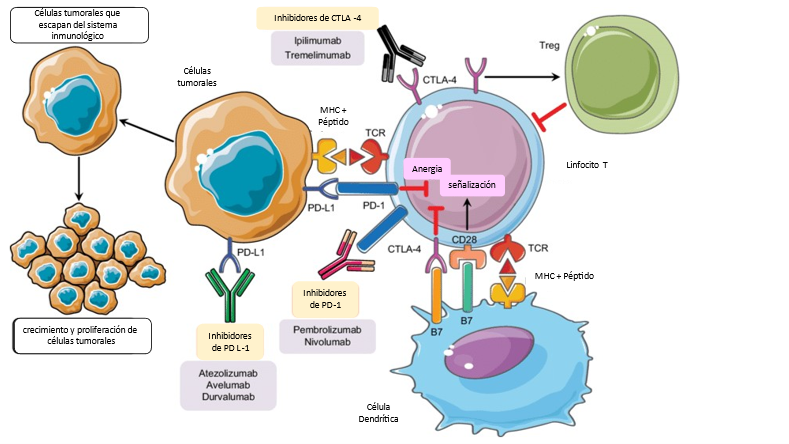 Células tumorales que
escapan del sistema
inmunológico
Inhibidores de CTLA -4
Ipilimumab
Tremelimumab
CTLA-4
Treg
Células
tumorales
MHC +
Péptido
TCR
Linfocito T
Anergia
señalización
PD-L1
PD-1
CTLA-4
CD28
TCR
PD-L1
MHC + Péptido
Inhibidores
de PD-1
Pembrolizumab
Nivolumab
B7
B7
crecimiento y proliferación de
células tumorales
Inhibidores
de PD L-1
Atezolizumab
Avelumab
Durvalumab
Célula
Dendrítica